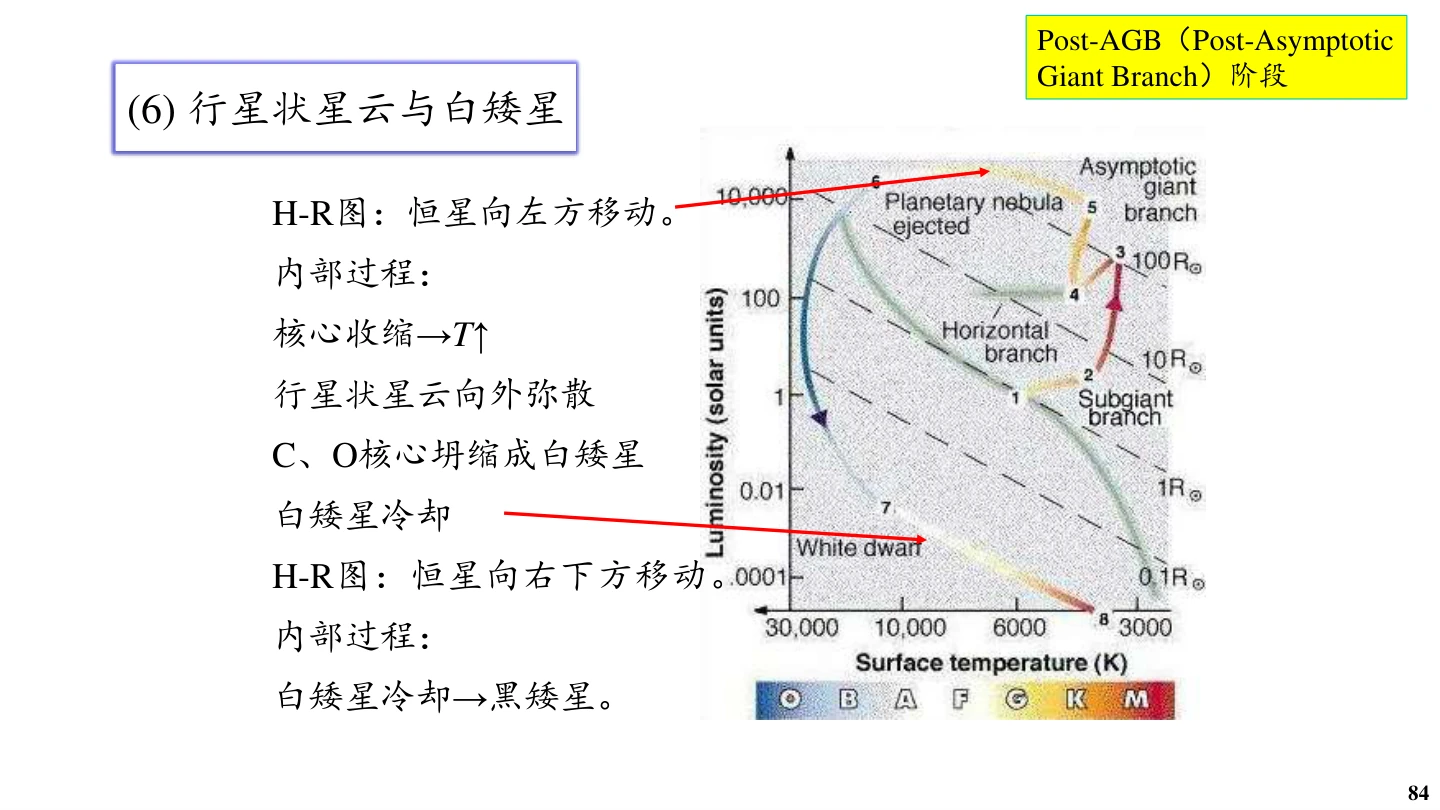 Post-AGB（Post-Asymptotic
Giant Branch）阶段
(6) 行星状星云与白矮星
H-R图：恒星向左方移动。
内部过程：
核心收缩→T↑
行星状星云向外弥散
C、O核心坍缩成白矮星
白矮星冷却
H-R图：恒星向右下方移动。
内部过程：
白矮星冷却→黑矮星。
Asymptotic
giant
branch
6
10,000
Planetary nebula
ejected
5
3
100R⊙
4
100
Horizontal
branch
10R⊙
2
1
1
Subgiant
branch
Luminosity (solar units)
0.01
1R⊙
7
White dwarf
.0001
0.1R⊙
8
30,000 10,000 6000 3000
Surface temperature (K)
O B A F G K M
84